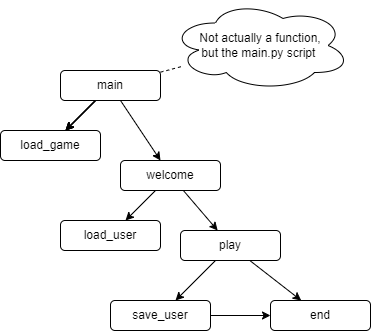 Not actually a function,
but the main.py script
main
load_game
welcome
load_user
play
save_user
end